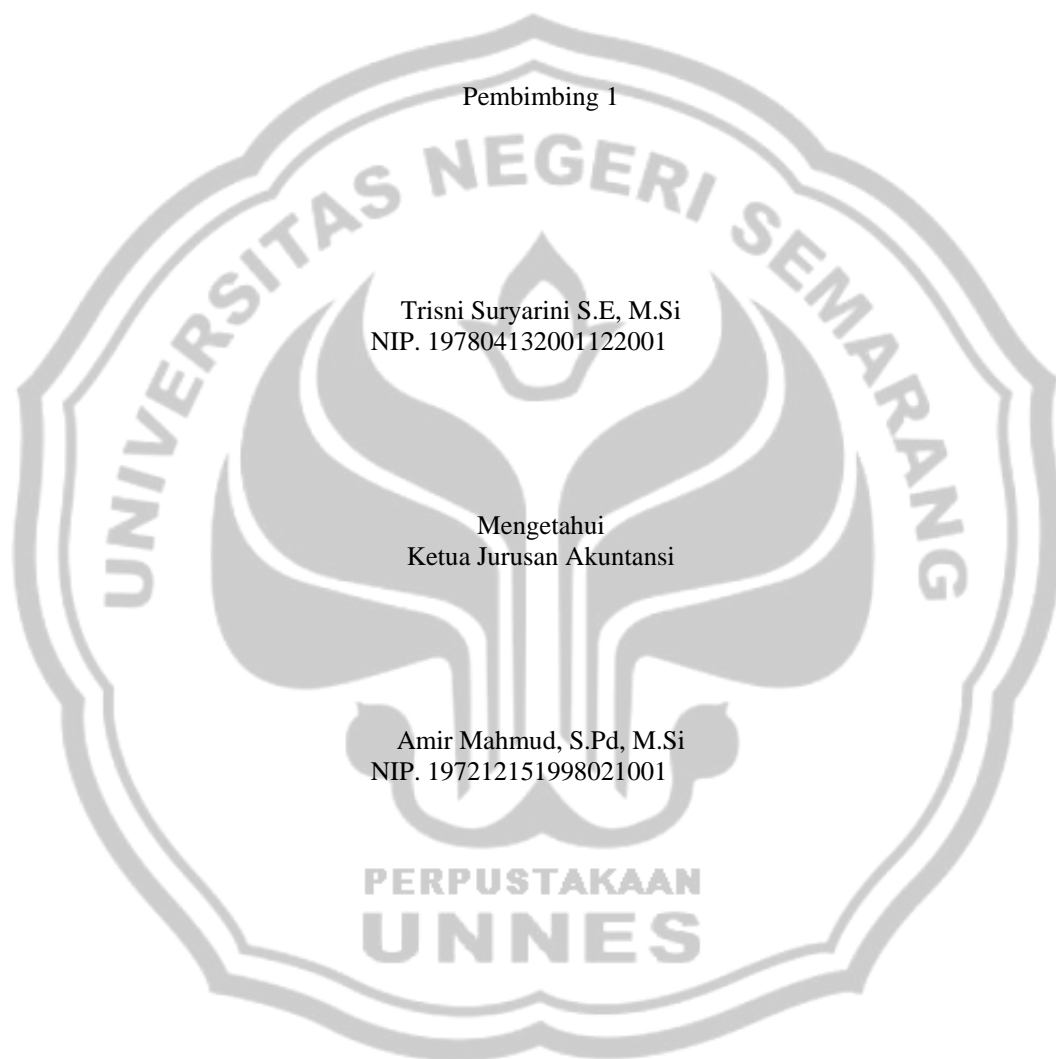 Pembimbing 1
UNIVERSITAS NEGERI SEMARANG
Trisni Suryarini S.E, M.Si
NIP. 197804132001122001
Mengetahui
Ketua Jurusan Akuntansi
Amir Mahmud, S.Pd, M.Si
NIP. 197212151998021001
PERPUSTAKAAN
UNNES